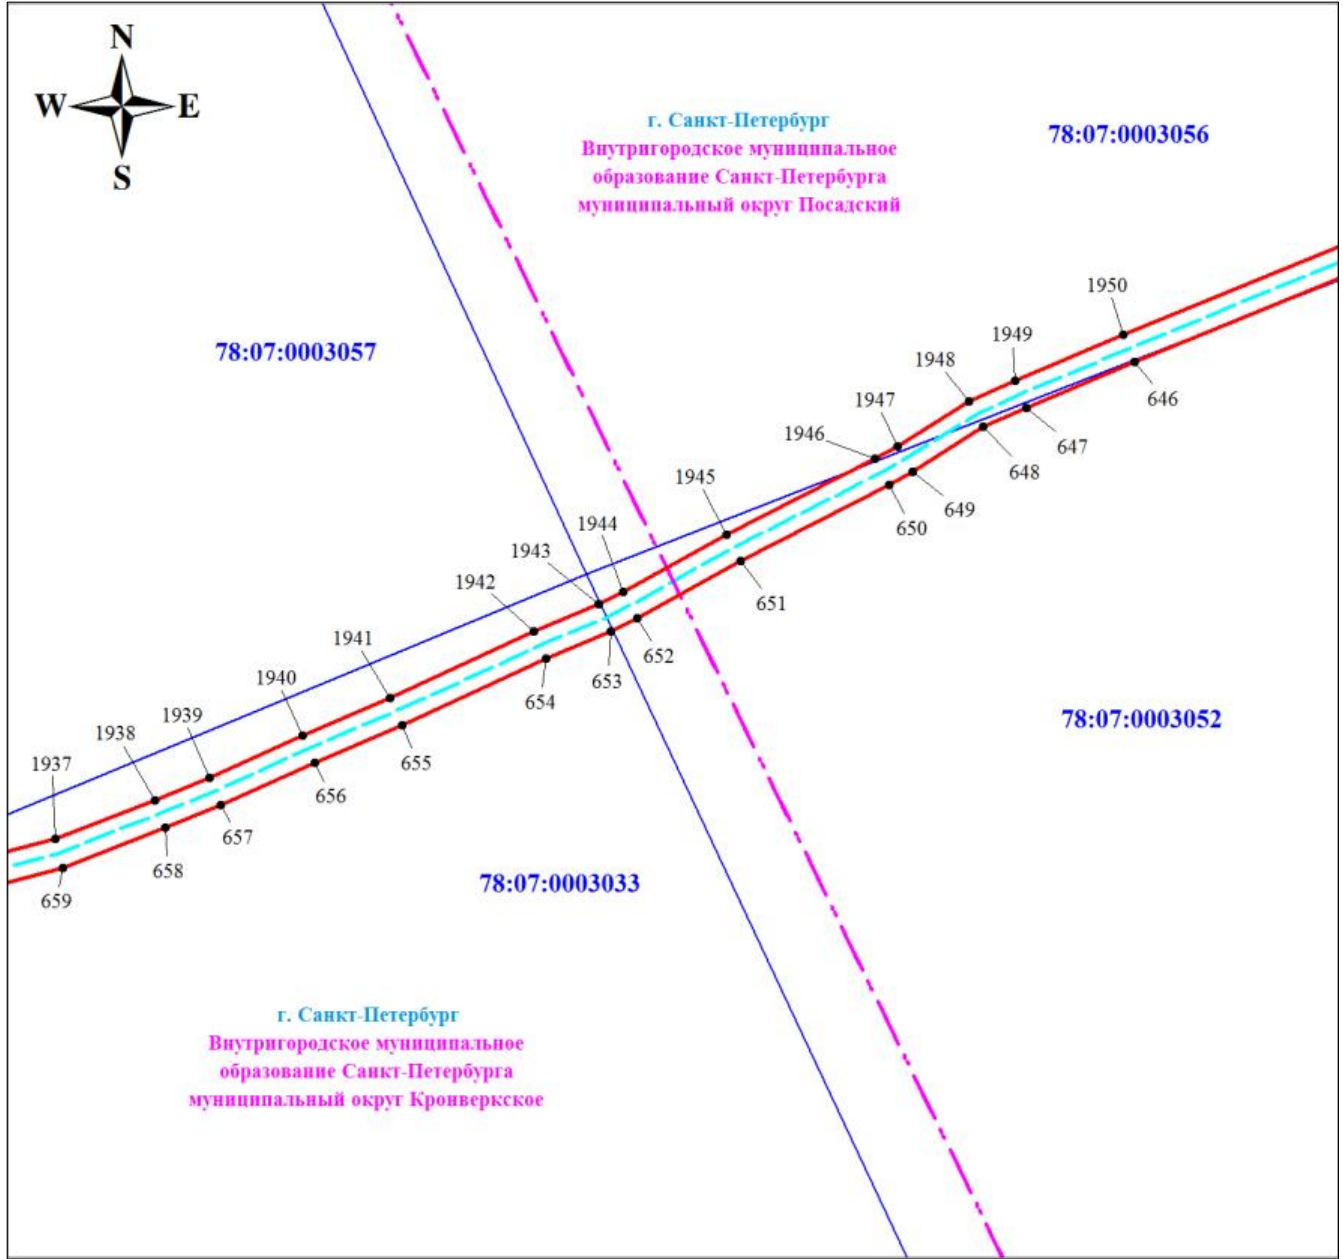 N
W E
S
г. Санкт-Петербург
Внутригородское муниципальное
образование Санкт-Петербурга
муниципальный округ Посадский
78:07:0003056
78:07:0003057
1950
1949
1948
1947
1946
1945
1944
1943
1942
1941
1940
1939
1938
1937
646
647
648
649
650
651
652
653
654
655
656
657
658
659
78:07:0003052
78:07:0003033
г. Санкт-Петербург
Внутригородское муниципальное
образование Санкт-Петербурга
муниципальный округ Кронверкское